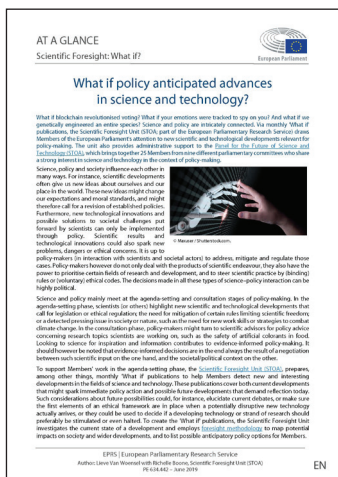 AT A GLANCE
Scientific Foresight: What if?
European Parliament
What if policy anticipated advances
in science and technology?
What if blockchain revolutionised voting? What if your emotions were tracked to spy on you? And what if we
genetically engineered an entire species? Science and policy are intricately connected. Via monthly 'What if'
publications, the Scientific Foresight Unit (STOA; part of the European Parliamentary Research Service) draws
Members of the European Parliament's attention to new scientific and technological developments relevant for
policy-making. The unit also provides administrative support to the Panel for the Future of Science and
Technology (STOA), which brings together 25 Members from nine different parliamentary committees who share
a strong interest in science and technology in the context of policy-making.
Science, policy and society influence each other in
many ways. For instance, scientific developments
often give us new ideas about ourselves and our
place in the world. These new ideas might change
our expectations and moral standards, and might
therefore call for a revision of established policies.
Furthermore, new technological innovations and
possible solutions to societal challenges put
forward by scientists can only be implemented
through policy. Scientific results and
technological innovations could also spark new
problems, dangers or ethical concerns. It is up to
© Macuser / Shutterstock.com.
policy-makers (in interaction with scientists and societal actors) to address, mitigate and regulate those
cases. Policy-makers however do not only deal with the products of scientific endeavour, they also have the
power to prioritise certain fields of research and development, and to steer scientific practice by (binding)
rules or (voluntary) ethical codes. The decisions made in all these types of science–policy interaction can be
highly political.
Science and policy mainly meet at the agenda-setting and consultation stages of policy-making. In the
agenda-setting phase, scientists (or others) highlight new scientific and technological developments that
call for legislation or ethical regulation; the need for mitigation of certain rules limiting scientific freedom;
or a detected pressing issue in society or nature, such as the need for new work skills or strategies to combat
climate change. In the consultation phase, policy-makers might turn to scientific advisors for policy advice
concerning research topics scientists are working on, such as the safety of artificial colorants in food.
Looking to science for inspiration and information contributes to evidence-informed policy-making. It
should however be noted that evidence-informed decisions are in the end always the result of a negotiation
between such scientific input on the one hand, and the societal/political context on the other.
To support Members' work in the agenda-setting phase, the Scientific Foresight Unit (STOA), prepares,
among other things, monthly 'What if' publications to help Members detect new and interesting
developments in the fields of science and technology. These publications cover both current developments
that might spark immediate policy action and possible future developments that demand reflection today.
Such considerations about future possibilities could, for instance, elucidate current debates, or make sure
the first elements of an ethical framework are in place when a potentially disruptive new technology
actually arrives, or they could be used to decide if a developing technology or strand of research should
preferably be stimulated or even halted. To create the 'What if' publications, the Scientific Foresight Unit
investigates the current state of a development and employs foresight methodology to map potential
impacts on society and wider developments, and to list possible anticipatory policy options for Members.
EPRS | European Parliamentary Research Service
Author: Lieve Van Woensel with Richelle Boone, Scientific Foresight Unit (STOA)
PE 634.442 – June 2019
EN